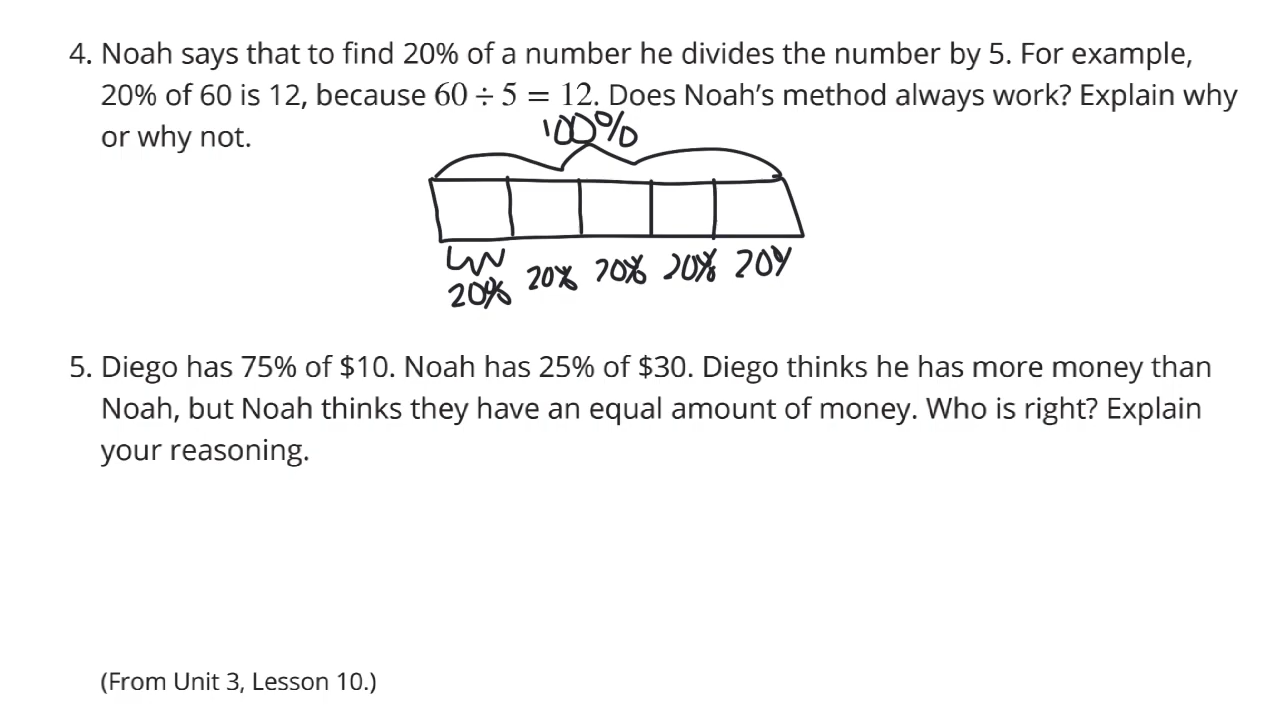 4. Noah says that to find 20% of a number he divides the number by 5. For example,
20% of 60 is 12, because 60 ÷ 5 = 12. Does Noah’s method always work? Explain why
or why not.
100%
20% 20% 20% 20% 20%
5. Diego has 75% of $10. Noah has 25% of $30. Diego thinks he has more money than
Noah, but Noah thinks they have an equal amount of money. Who is right? Explain
your reasoning.
(From Unit 3, Lesson 10.)